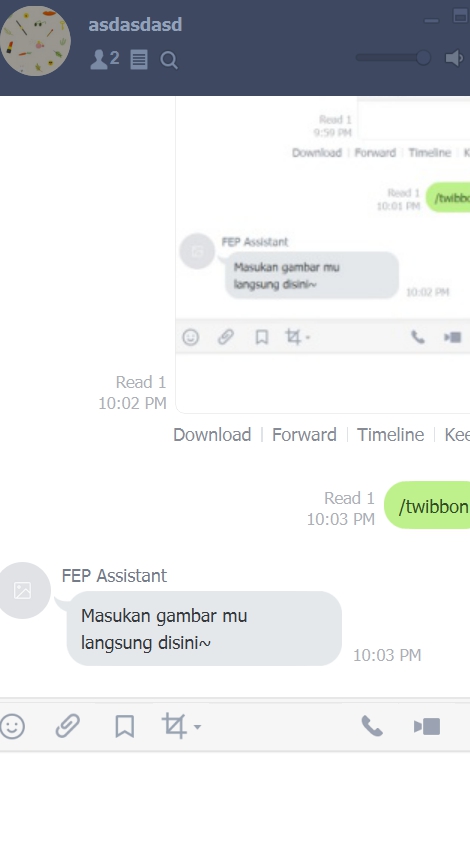 asdasdasd
2
Read 1
9:59 PM
Download | Forward | Timeline | K
Read 1
10:01 PM
/twibbo
FEP Assistant
Masukan gambar mu
langsung disini~
10:02 PM
Read 1
10:02 PM
Download | Forward | Timeline | Kee
Read 1
10:03 PM
/twibbon
FEP Assistant
Masukan gambar mu
langsung disini~
10:03 PM